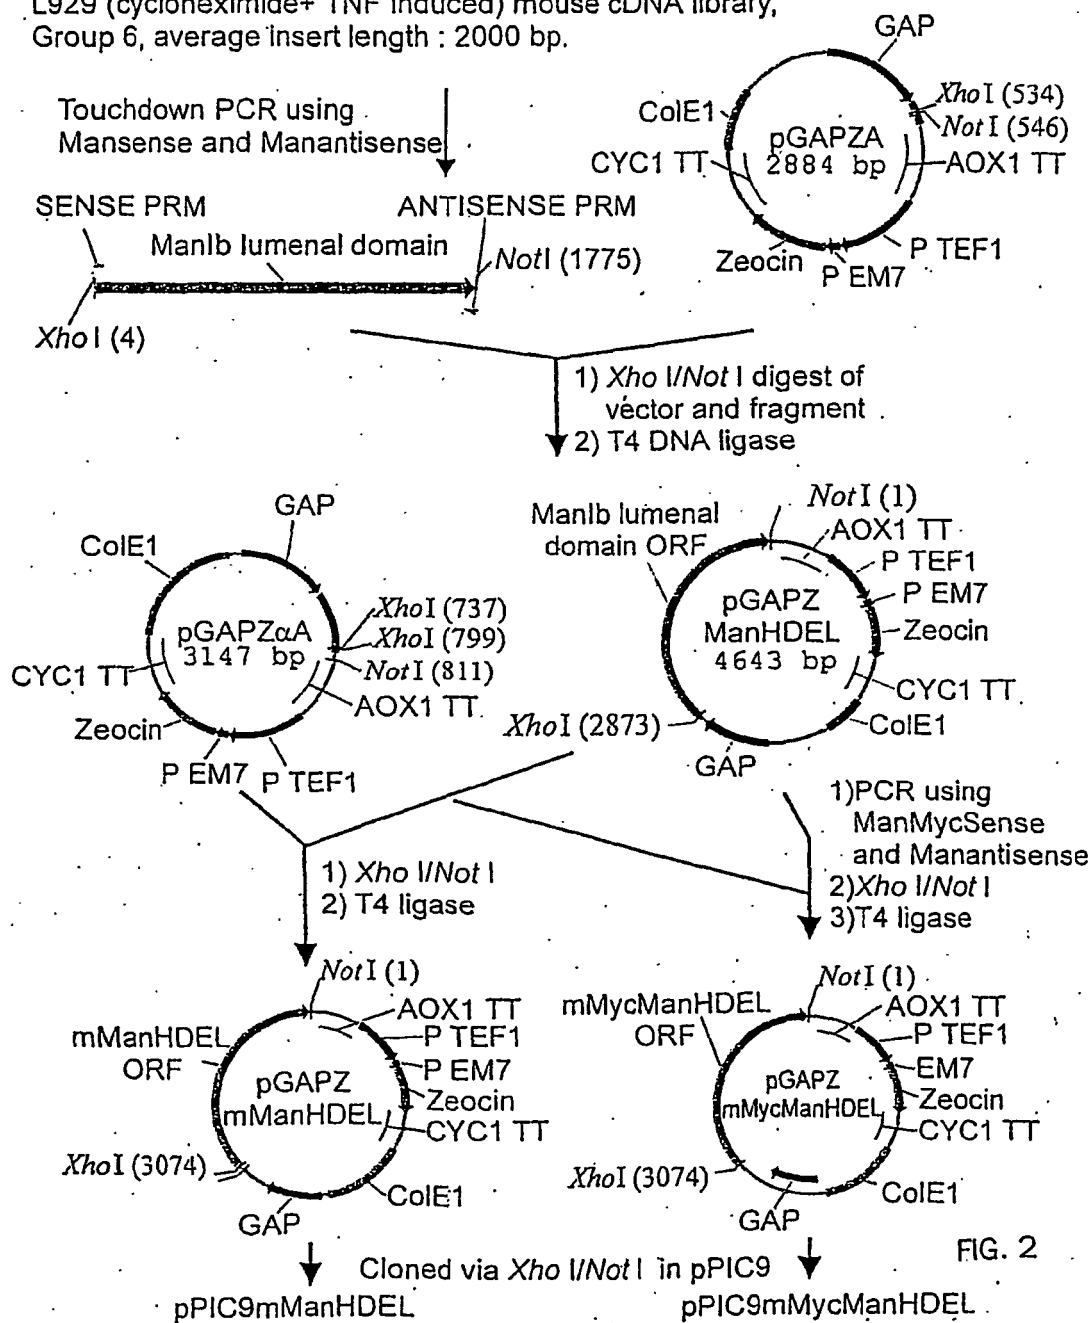 L929 (cycloheximide+ TNF induced) mouse cDNA library,
Group 6, average insert length : 2000 bp.
Touchdown PCR using
Mansense and Manantisense
GAP
ColE1
XhoI (534)
NotI (546)
pGAPZA
2884 bp
CYC1 TT
AOX1 TT
Zeocin
P EM7
P TEF1
SENSE PRM
ANTISENSE PRM
ManIb lumenal domain
NotI (1775)
XhoI (4)
1) Xho I/Not I digest of
vector and fragment
2) T4 DNA ligase
GAP
ColE1
pGAPZαA
3147 bp
XhoI (737)
XhoI (799)
NotI (811)
CYC1 TT
AOX1 TT
Zeocin
P EM7
P TEF1
ManIb lumenal
domain ORF
NotI (1)
AOX1 TT
P TEF1
P EM7
Zeocin
pGAPZ
ManHDEL
4643 bp
CYC1 TT
ColE1
XhoI (2873)
GAP
1) Xho I/Not I
2) T4 ligase
1)PCR using
ManMycSense
and Manantisense
2)Xho I/Not I
3)T4 ligase
NotI (1)
AOX1 TT
P TEF1
P EM7
Zeocin
CYC1 TT
mManHDEL
ORF
pGAPZ
mManHDEL
XhoI (3074)
ColE1
GAP
NotI (1)
AOX1 TT
P TEF1
EM7
Zeocin
CYC1 TT
mMycManHDEL
ORF
pGAPZ
mMycManHDEL
XhoI (3074)
ColE1
GAP
FIG. 2
Cloned via Xho I/Not I in pPIC9
pPIC9mManHDEL
pPIC9mMycManHDEL